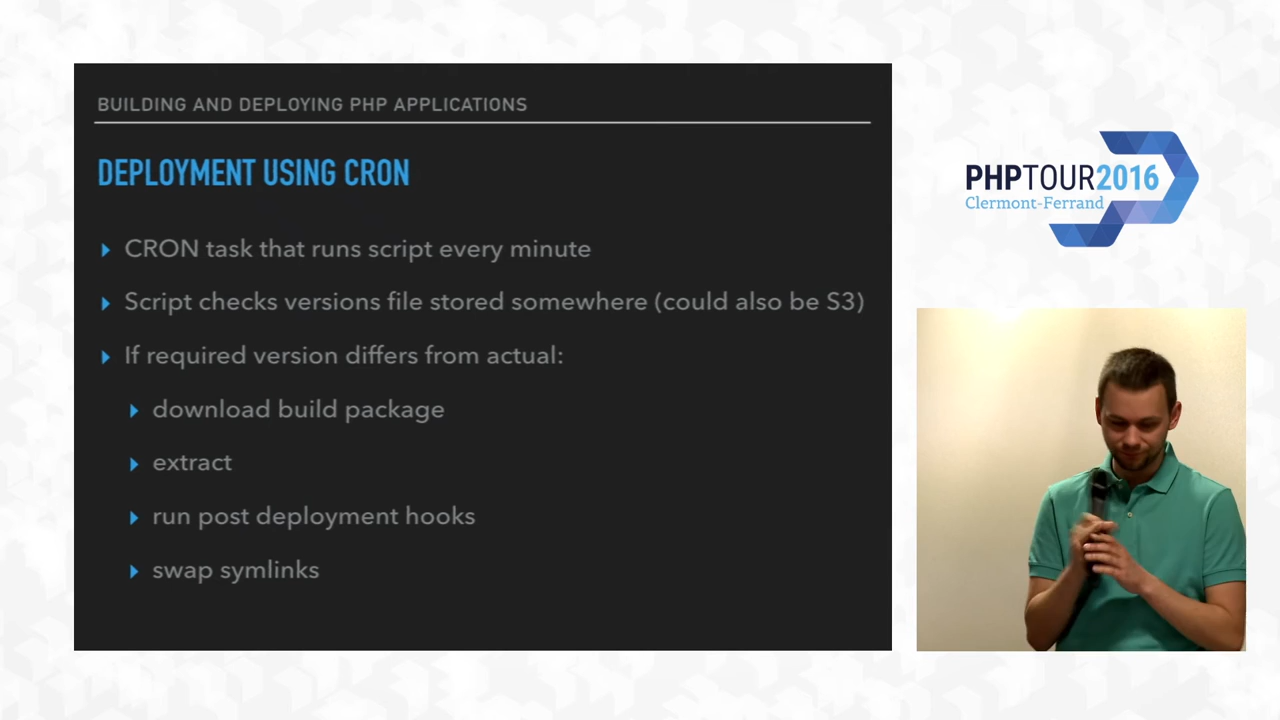 BUILDING AND DEPLOYING PHP APPLICATIONS
DEPLOYMENT USING CRON
CRON task that runs script every minute
Script checks versions file stored somewhere (could also be S3)
If required version differs from actual:
download build package
extract
run post deployment hooks
swap symlinks
PHPTOUR2016
Clermont-Ferrand